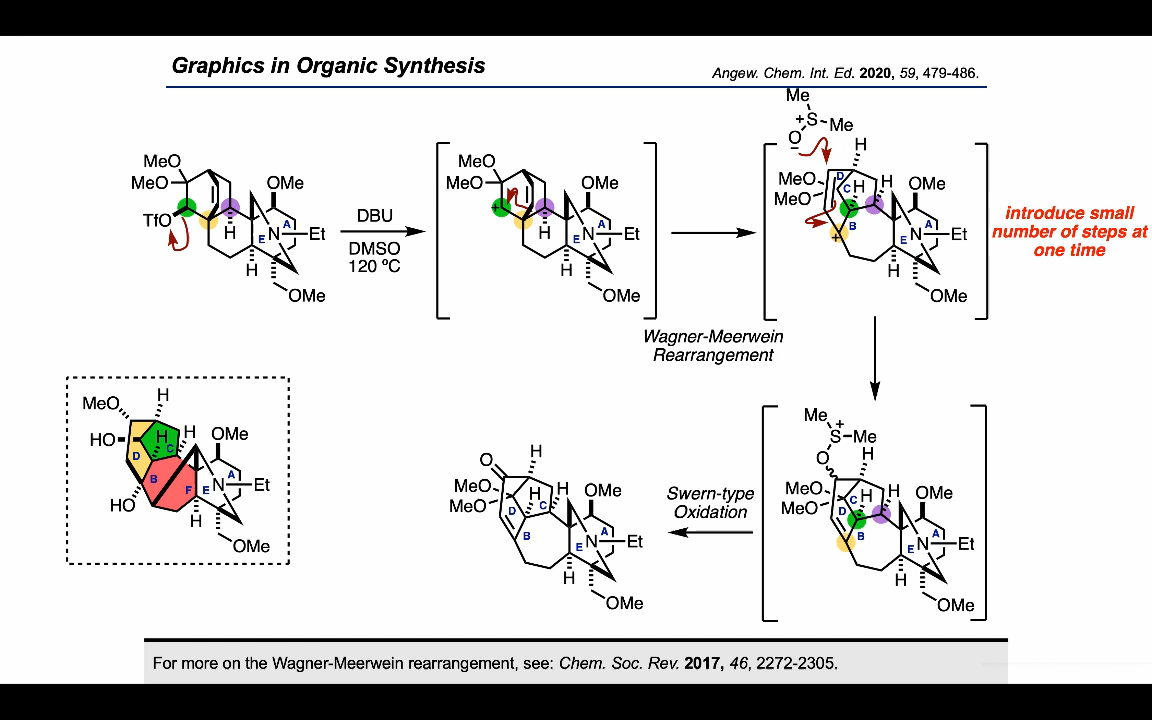 Graphics in Organic Synthesis
Angew. Chem. Int. Ed. 2020, 59, 479-486.
MeO
MeO
TfO
OMe
H
N
Et
A
E
H
OMe
DBU
DMSO
120 ºC
MeO
MeO
+
OMe
H
N
Et
A
E
H
OMe
Wagner-Meerwein
Rearrangement
Me
+
S
Me
O
−
H
MeO
MeO
D
C
H
H
OMe
B
+
A
E
N
Et
H
OMe
introduce small
number of steps at
one time
MeO
H
HO
H
H
OMe
D
C
B
F
E
A
N
Et
HO
H
OMe
O
H
MeO
MeO
D
H
C
H
OMe
B
E
A
N
Et
H
OMe
Swern-type
Oxidation
Me
+
S
Me
O
H
MeO
MeO
C
D
H
H
OMe
B
E
A
N
Et
H
OMe
For more on the Wagner-Meerwein rearrangement, see: Chem. Soc. Rev. 2017, 46, 2272-2305.